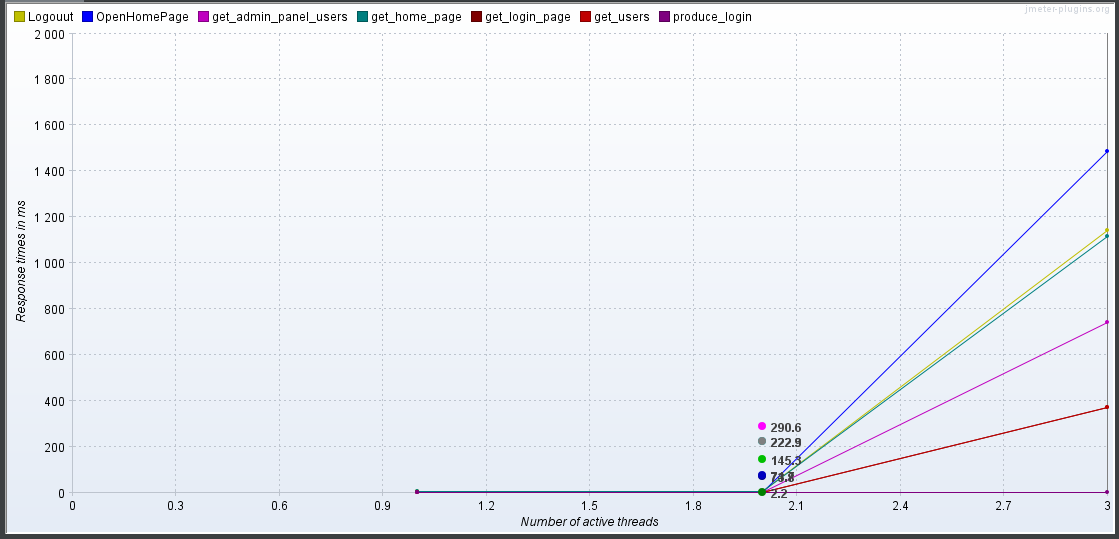 jmeter-plugins.org
Logouut OpenHomePage get_admin_panel_users get_home_page get_login_page get_users produce_login
2 000
1 800
1 600
1 400
1 200
1 000
800
600
400
200
0
Response times in ms
290.6
145.3
2.2
0 0.3 0.6 0.9 1.2 1.5 1.8 2.1 2.4 2.7 3
Number of active threads